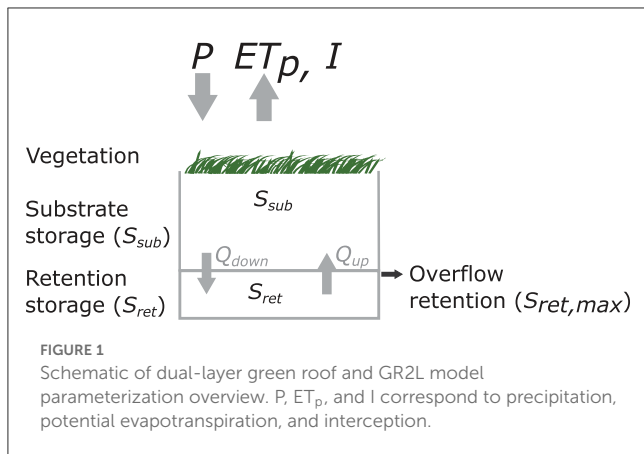 P ETp, I
Vegetation
Ssub
Substrate
storage (Ssub)
Qdown Qup
Retention
storage (Sret)
Sret
Overflow
retention (Sret,max)
FIGURE 1
Schematic of dual-layer green roof and GR2L model
parameterization overview. P, ETp, and I correspond to precipitation,
potential evapotranspiration, and interception.